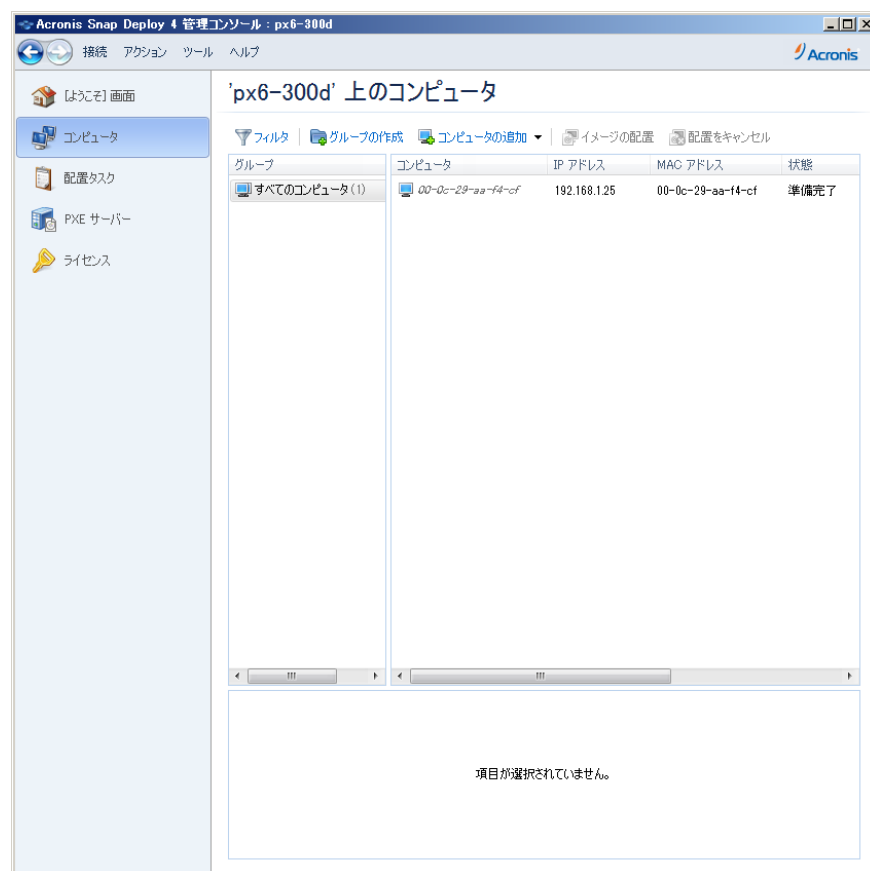 Acronis Snap Deploy 4 管理コンソール : px6-300d
接続 アクション ツール ヘルプ
Acronis
[ようこそ] 画面
コンピュータ
配置タスク
PXE サーバー
ライセンス
'px6-300d' 上のコンピュータ
フィルタ グループの作成 コンピュータの追加 イメージの配置 配置をキャンセル
グループ コンピュータ IP アドレス MAC アドレス 状態
すべてのコンピュータ (1) 00-0c-29-aa-f4-cf 192.168.1.25 00-0c-29-aa-f4-cf 準備完了
項目が選択されていません。